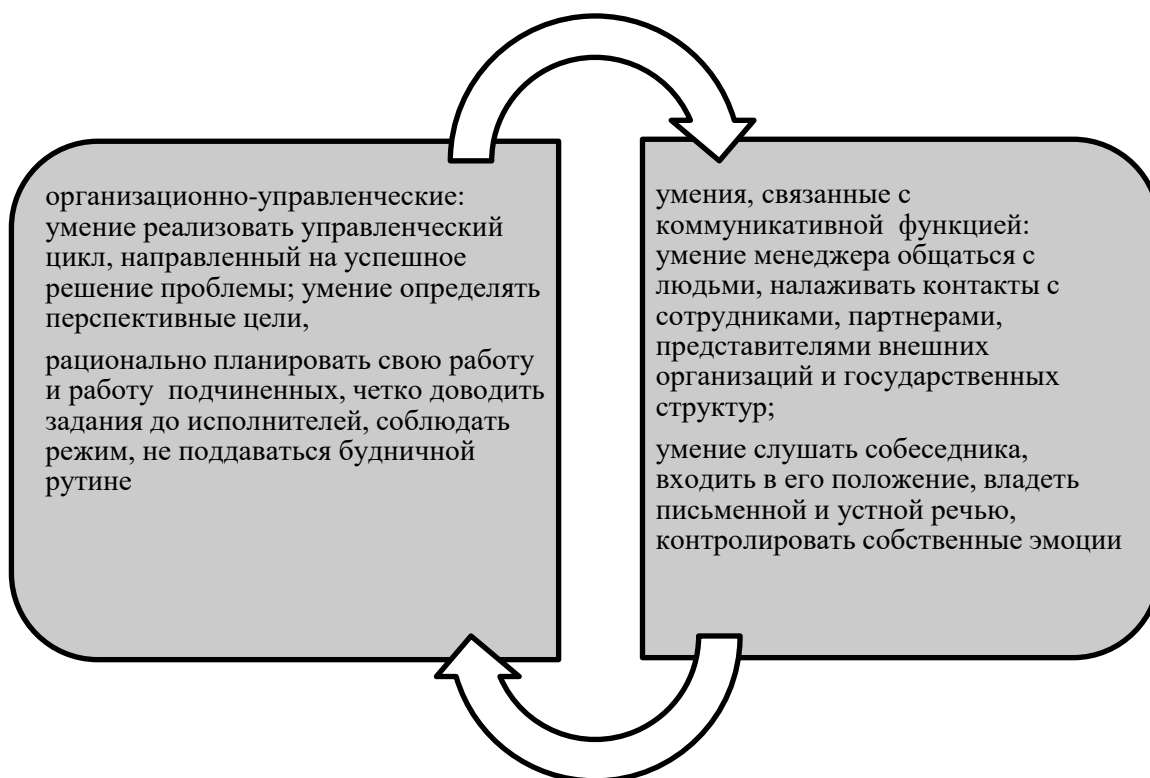 организационно-управленческие:
умение реализовать управленческий
цикл, направленный на успешное
решение проблемы; умение определять
перспективные цели,
рационально планировать свою работу
и работу  подчиненных, четко доводить
задания до исполнителей, соблюдать
режим, не поддаваться будничной
рутине
умения, связанные с
коммуникативной  функцией:
умение менеджера общаться с
людьми, налаживать контакты с
сотрудниками, партнерами,
представителями внешних
организаций и государственных
структур;
умение слушать собеседника,
входить в его положение, владеть
письменной и устной речью,
контролировать собственные эмоции